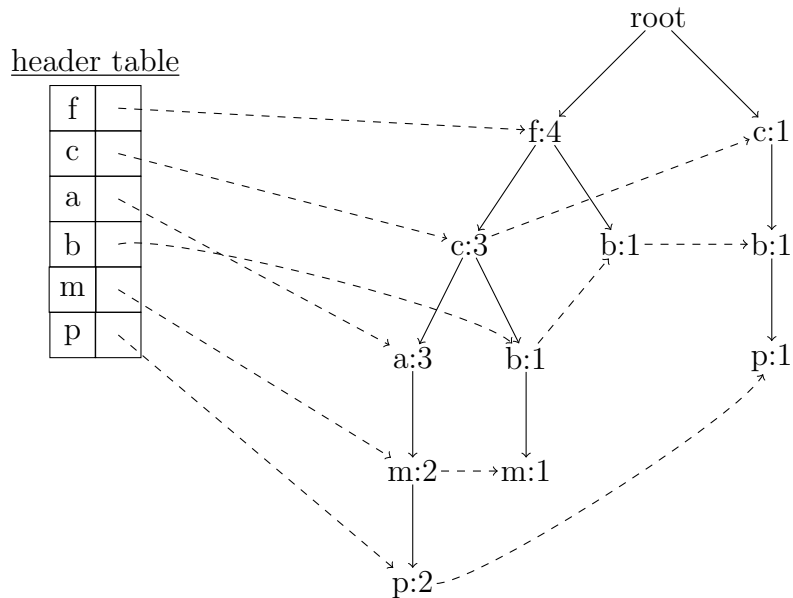 root
header table
f
c
a
b
m
p
f:4
c:1
c:3
b:1
b:1
a:3
b:1
p:1
m:2
m:1
p:2